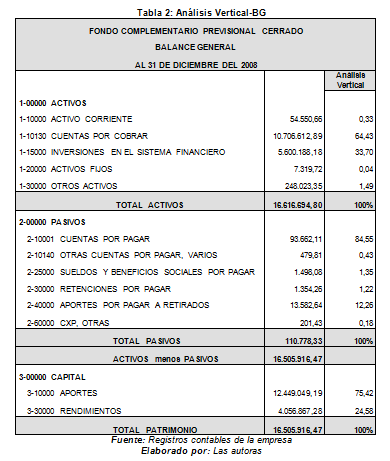 Tabla 2: Análisis Vertical-BG
FONDO COMPLEMENTARIO PREVISIONAL CERRADO
BALANCE GENERAL
AL 31 DE DICIEMBRE DEL 2008
Análisis Vertical
1-00000 ACTIVOS
1-10000 ACTIVO CORRIENTE 54.550,66 0,33
1-10130 CUENTAS POR COBRAR 10.706.612,89 64,43
1-15000 INVERSIONES EN EL SISTEMA FINANCIERO 5.600.188,18 33,70
1-20000 ACTIVOS FIJOS 7.319,72 0,04
1-30000 OTROS ACTIVOS 248.023,35 1,49
TOTAL ACTIVOS 16.616.694,80 100%
2-00000 PASIVOS
2-10001 CUENTAS POR PAGAR 93.662,11 84,55
2-10140 OTRAS CUENTAS POR PAGAR, VARIOS 479,81 0,43
2-25000 SUELDOS Y BENEFICIOS SOCIALES POR PAGAR 1.498,08 1,35
2-30000 RETENCIONES POR PAGAR 1.354,26 1,22
2-40000 APORTES POR PAGAR A RETIRADOS 13.582,64 12,26
2-60000 CXP, OTRAS 201,43 0,18
TOTAL PASIVOS 110.778,33 100%
ACTIVOS menos PASIVOS 16.505.916,47
3-00000 CAPITAL
3-10000 APORTES 12.449.049,19 75,42
3-30000 RENDIMIENTOS 4.056.867,28 24,58
TOTAL PATRIMONIO 16.505.916,47 100%
Fuente: Registros contables de la empresa
Elaborado por: Las autoras